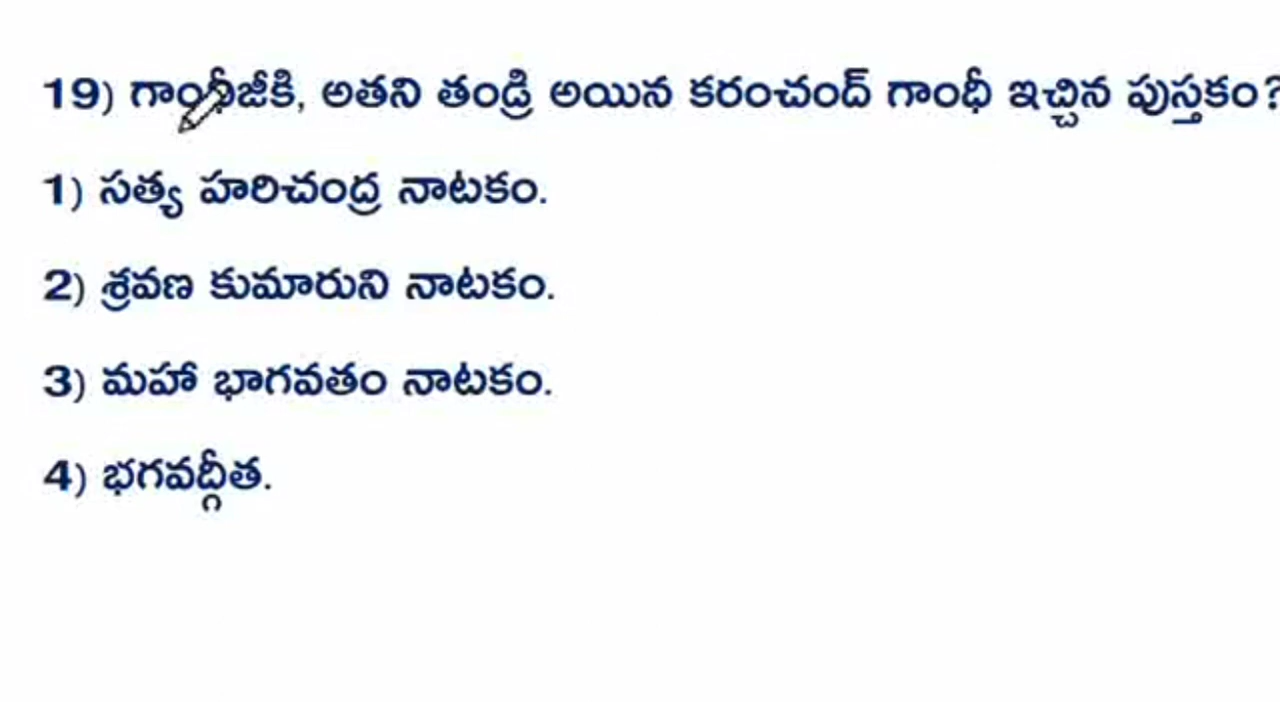 19) గాంధీజీకి, అతని తండ్రి అయిన కరంచంద్ గాంధీ ఇచ్చిన పుస్తకం?
1) సత్య హరిచంద్ర నాటకం.
2) శ్రవణ కుమారుని నాటకం.
3) మహా భాగవతం నాటకం.
4) భగవద్గీత.